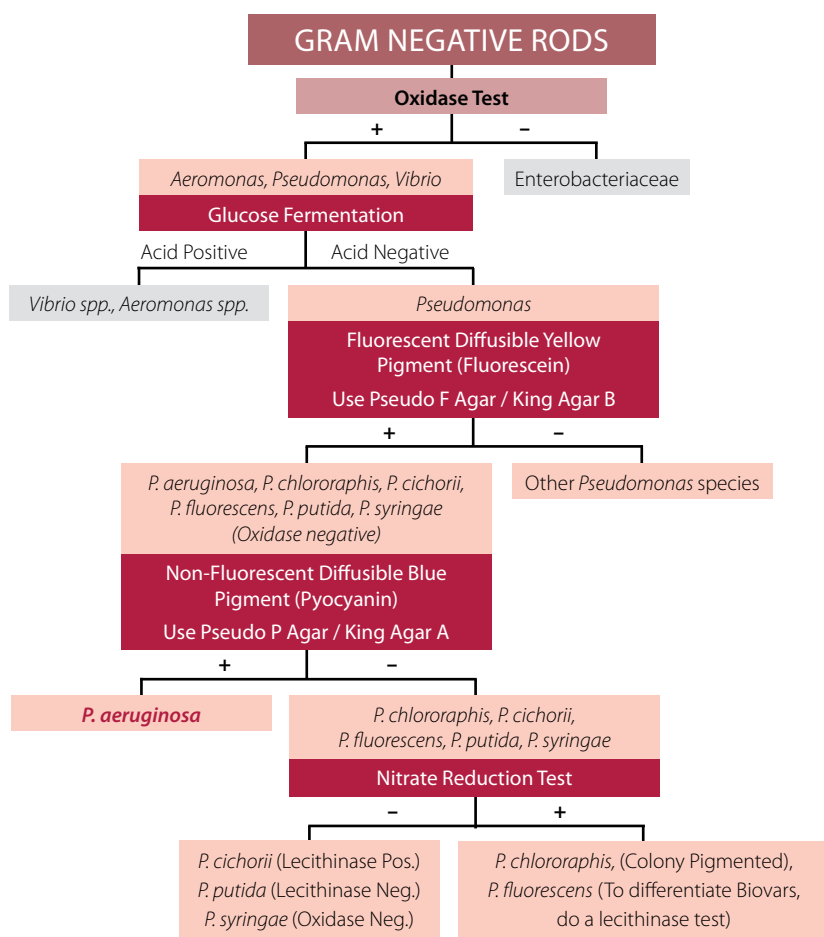 GRAM NEGATIVE RODS
Oxidase Test
+
–
Aeromonas, Pseudomonas, Vibrio
Enterobacteriaceae
Glucose Fermentation
Acid Positive
Acid Negative
Vibrio spp., Aeromonas spp.
Pseudomonas
Fluorescent Diffusible Yellow
Pigment (Fluorescein)
Use Pseudo F Agar / King Agar B
+
–
P. aeruginosa, P. chlororaphis, P. cichorii,
P. fluorescens, P. putida, P. syringae
(Oxidase negative)
Other Pseudomonas species
Non-Fluorescent Diffusible Blue
Pigment (Pyocyanin)
Use Pseudo P Agar / King Agar A
+
–
P. aeruginosa
P. chlororaphis, P. cichorii,
P. fluorescens, P. putida, P. syringae
Nitrate Reduction Test
–
+
P. cichorii (Lecithinase Pos.)
P. putida (Lecithinase Neg.)
P. syringae (Oxidase Neg.)
P. chlororaphis, (Colony Pigmented),
P. fluorescens (To differentiate Biovars,
do a lecithinase test)